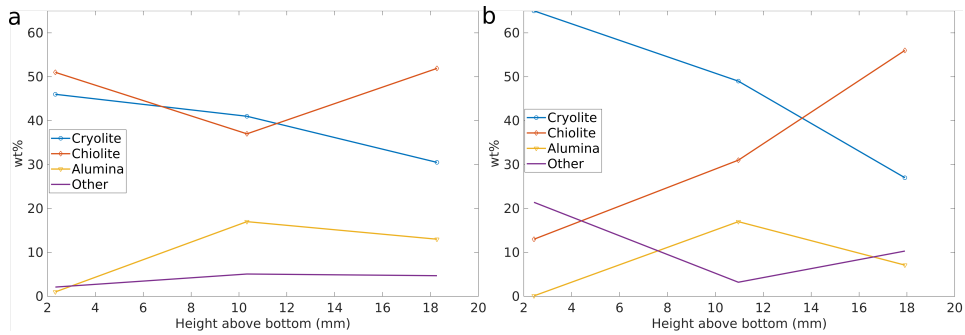 a
60
50
40
30
20
10
0
wt%
Cryolite
Chiolite
Alumina
Other
2 4 6 8 10 12 14 16 18 20
Height above bottom (mm)
b
60
50
40
30
20
10
0
wt%
Cryolite
Chiolite
Alumina
Other
2 4 6 8 10 12 14 16 18 20
Height above bottom (mm)